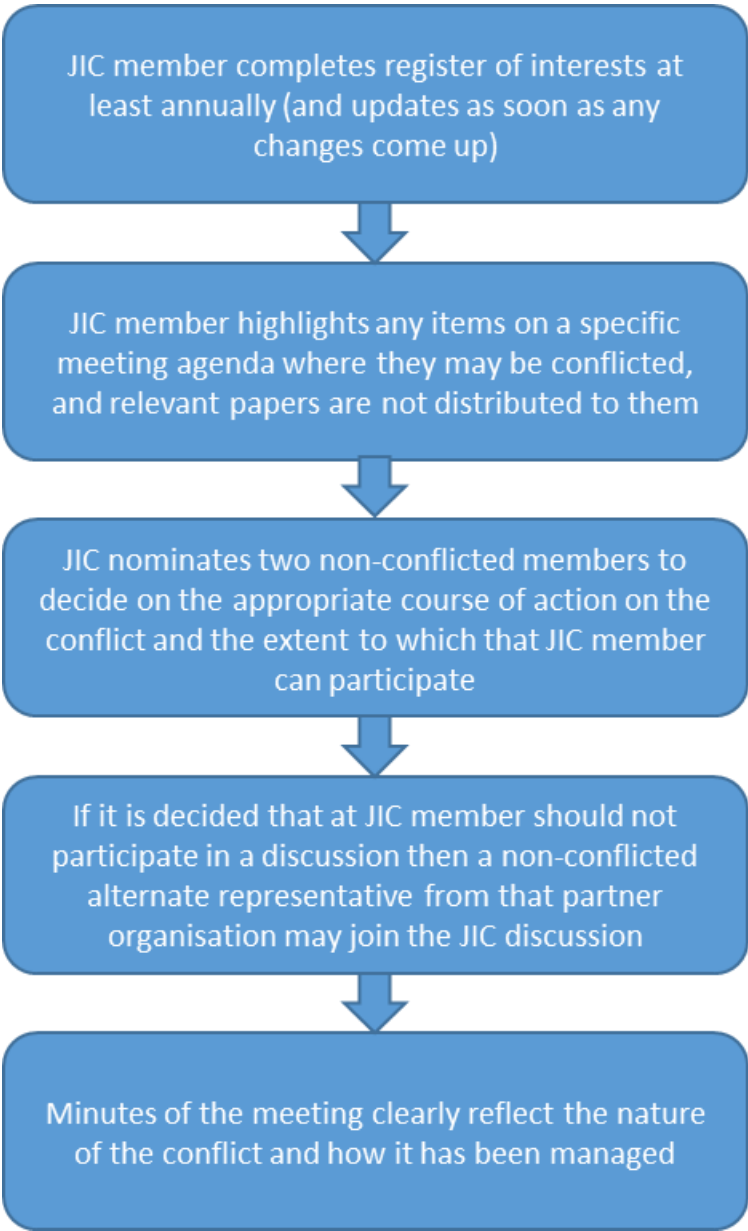 JIC member completes register of interests at
least annually (and updates as soon as any
changes come up)
JIC member highlights any items on a specific
meeting agenda where they may be conflicted,
and relevant papers are not distributed to them
JIC nominates two non-conflicted members to
decide on the appropriate course of action on the
conflict and the extent to which that JIC member
can participate
If it is decided that at JIC member should not
participate in a discussion then a non-conflicted
alternate representative from that partner
organisation may join the JIC discussion
Minutes of the meeting clearly reflect the nature
of the conflict and how it has been managed